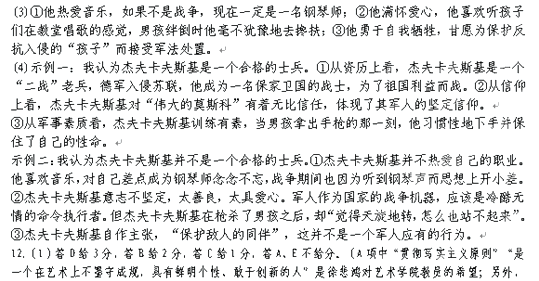 (3)①他热爱音乐，如果不是战争，现在一定是一名钢琴师；②他满怀爱心，他喜欢听孩子
们在教堂唱歌的感觉，男孩绊倒时他毫不犹豫地去搀扶；③他勇于自我牺牲，甘愿为保护反
抗入侵的“孩子”而接受军法处置。
(4)示例一：我认为杰夫卡夫斯基是一个合格的士兵。①从资历上看，杰夫卡夫斯基是一个
“二战”老兵，德军入侵苏联，他成为一名保家卫国的战士，为了祖国利益而战。②从信仰
上看，杰夫卡夫斯基对“伟大的莫斯科”有着无比信任，体现了其军人的坚定信仰。
③从军事素质看，杰夫卡夫斯基训练有素，当男孩拿出手枪的那一刻，他习惯性地下手并保
住了自己的性命。
示例二：我认为杰夫卡夫斯基并不是一个合格的士兵。①杰夫卡夫斯基并不热爱自己的职业。
他喜欢音乐，对自己差点成为钢琴师念念不忘，战争期间也因为听到钢琴声而思想上开小差。
②杰夫卡夫斯基意志不坚定，太善良，太具爱心。军人作为国家的战争机器，应该是冷酷无
情的命令执行者。但杰夫卡夫斯基在枪杀了男孩之后，却“觉得天旋地转，怎么也站不起来”。
③杰夫卡夫斯基自作主张，“保护敌人的同伴”，这并不是一个军人应有的行为。
12.(1)答D给3分，答B给2分，答C给1分，答A、E不给分。(A项中“贯彻写实主义原则”“是
一个在艺术上不墨守成规，具有鲜明个性、敢于创新的人”是徐悲鸿对艺术学院教员的希望；另外，